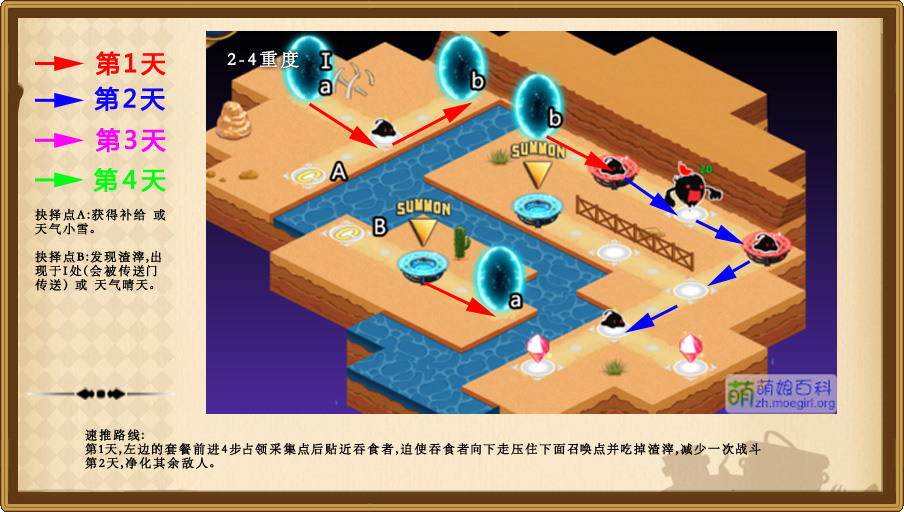 第1天
第2天
第3天
第4天
抉择点A:获得补给 或
天气小雪。
抉择点B:发现渣滓,出
现于I处(会被传送门
传送) 或 天气晴天。
2-4重度
I
a
b
b
SUMMON
20
A
SUMMON
B
a
萌娘百科
zh.moegirl.org
速推路线:
第1天,左边的套餐前进4步占领采集点后贴近吞食者,迫使吞食者向下走压住下面召唤点并吃掉渣滓,减少一次战斗
第2天,净化其余敌人。